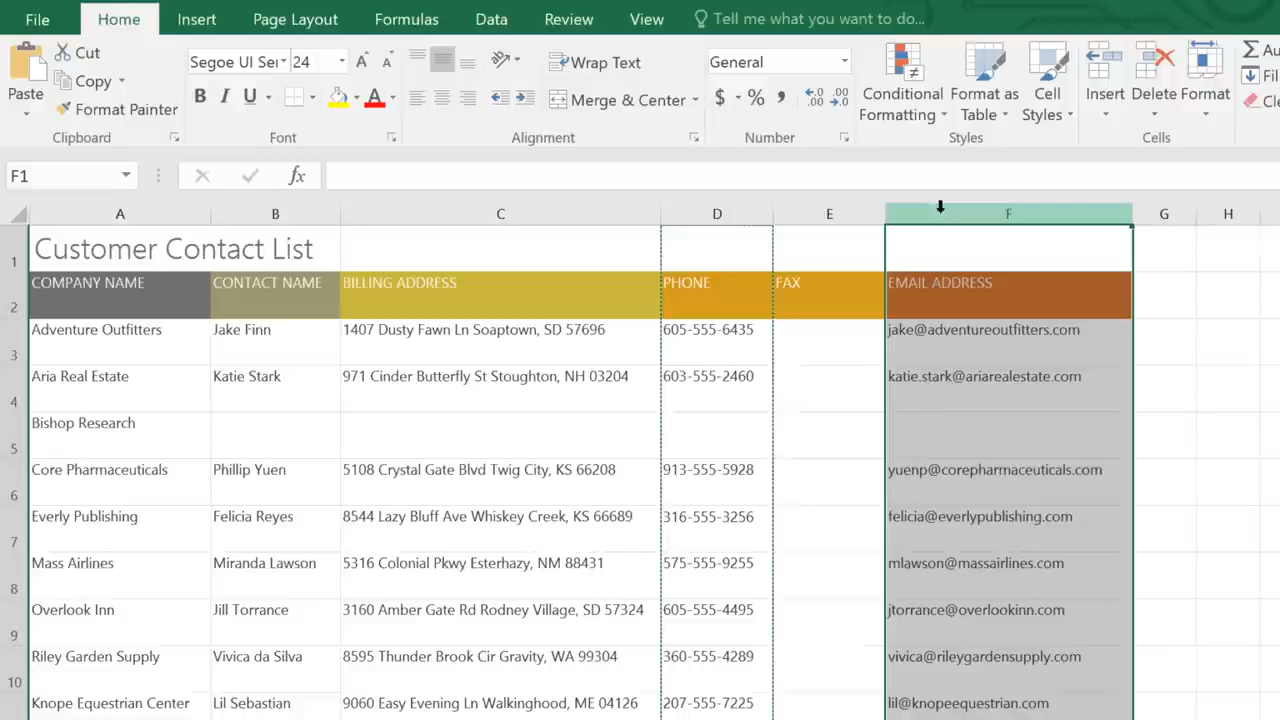 File Home Insert Page Layout Formulas Data Review View Tell me what you want to do...
Cut
Copy
Format Painter
Paste
Clipboard
Segoe UI Ser 24
B I U
A A
A
Font
Wrap Text
Merge & Center
Alignment
General
$ % , .00 .0 .00
Number
Conditional Formatting
Format as Table
Cell Styles
Styles
Insert Delete Format
Cells
Σ Au
Fil
Cle
F1 fx
A B C D E F G H
1 Customer Contact List
2 COMPANY NAME CONTACT NAME BILLING ADDRESS PHONE FAX EMAIL ADDRESS
3 Adventure Outfitters Jake Finn 1407 Dusty Fawn Ln Soaptown, SD 57696 605-555-6435 jake@adventureoutfitters.com
4 Aria Real Estate Katie Stark 971 Cinder Butterfly St Stoughton, NH 03204 603-555-2460 katie.stark@ariarealestate.com
5 Bishop Research
6 Core Pharmaceuticals Phillip Yuen 5108 Crystal Gate Blvd Twig City, KS 66208 913-555-5928 yuenp@corepharmaceuticals.com
7 Everly Publishing Felicia Reyes 8544 Lazy Bluff Ave Whiskey Creek, KS 66689 316-555-3256 felicia@everlypublishing.com
8 Mass Airlines Miranda Lawson 5316 Colonial Pkwy Esterhazy, NM 88431 575-555-9255 mlawson@massairlines.com
9 Overlook Inn Jill Torrance 3160 Amber Gate Rd Rodney Village, SD 57324 605-555-4495 jtorrance@overlookinn.com
10 Riley Garden Supply Vivica da Silva 8595 Thunder Brook Cir Gravity, WA 99304 360-555-4289 vivica@rileygardensupply.com
Knope Equestrian Center Lil Sebastian 9060 Easy Evening Ln Walkinghood, ME 04126 207-555-7225 lil@knopeequestrian.com